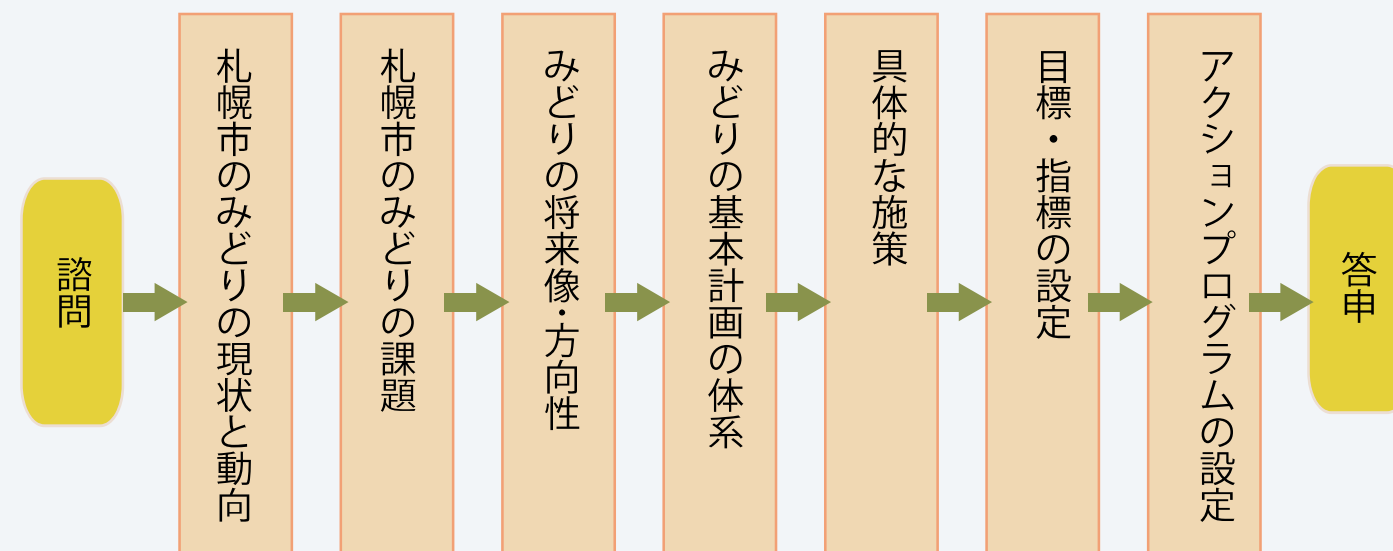 諮問
札幌市のみどりの現状と動向
札幌市のみどりの課題
みどりの将来像・方向性
みどりの基本計画の体系
具体的な施策
目標・指標の設定
アクションプログラムの設定
答申